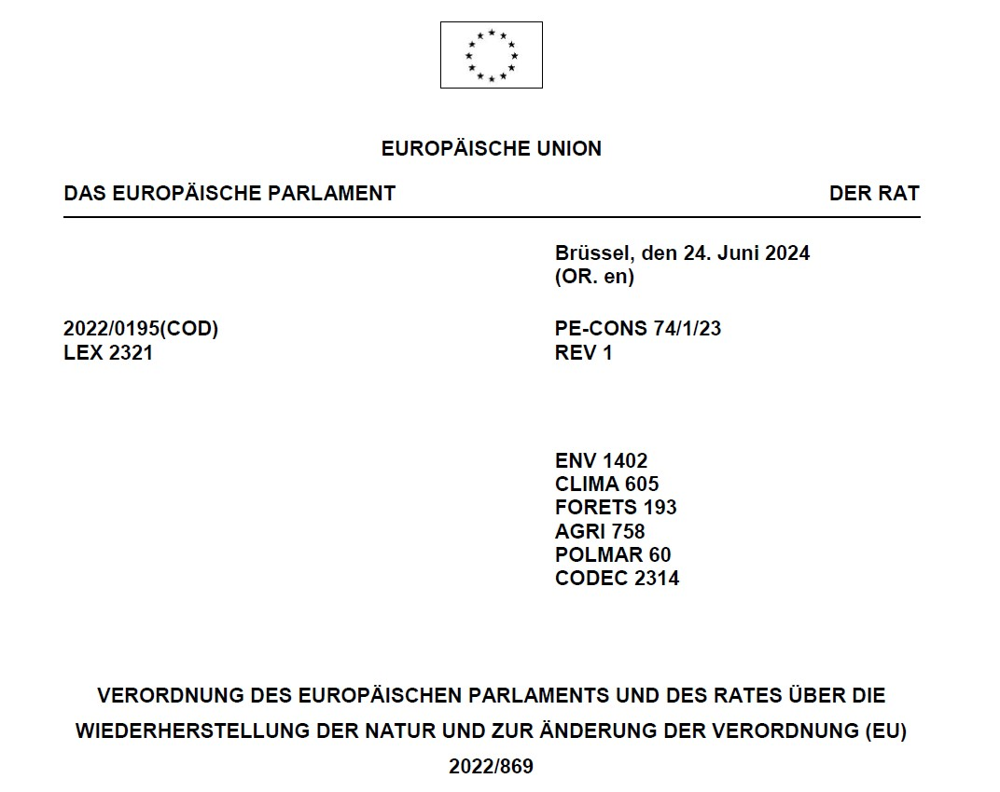 EUROPÄISCHE UNION
DAS EUROPÄISCHE PARLAMENT DER RAT
Brüssel, den 24. Juni 2024
(OR. en)
2022/0195(COD) PE-CONS 74/1/23
LEX 2321 REV 1
ENV 1402
CLIMA 605
FORETS 193
AGRI 758
POLMAR 60
CODEC 2314
VERORDNUNG DES EUROPÄISCHEN PARLAMENTS UND DES RATES ÜBER DIE
WIEDERHERSTELLUNG DER NATUR UND ZUR ÄNDERUNG DER VERORDNUNG (EU)
2022/869